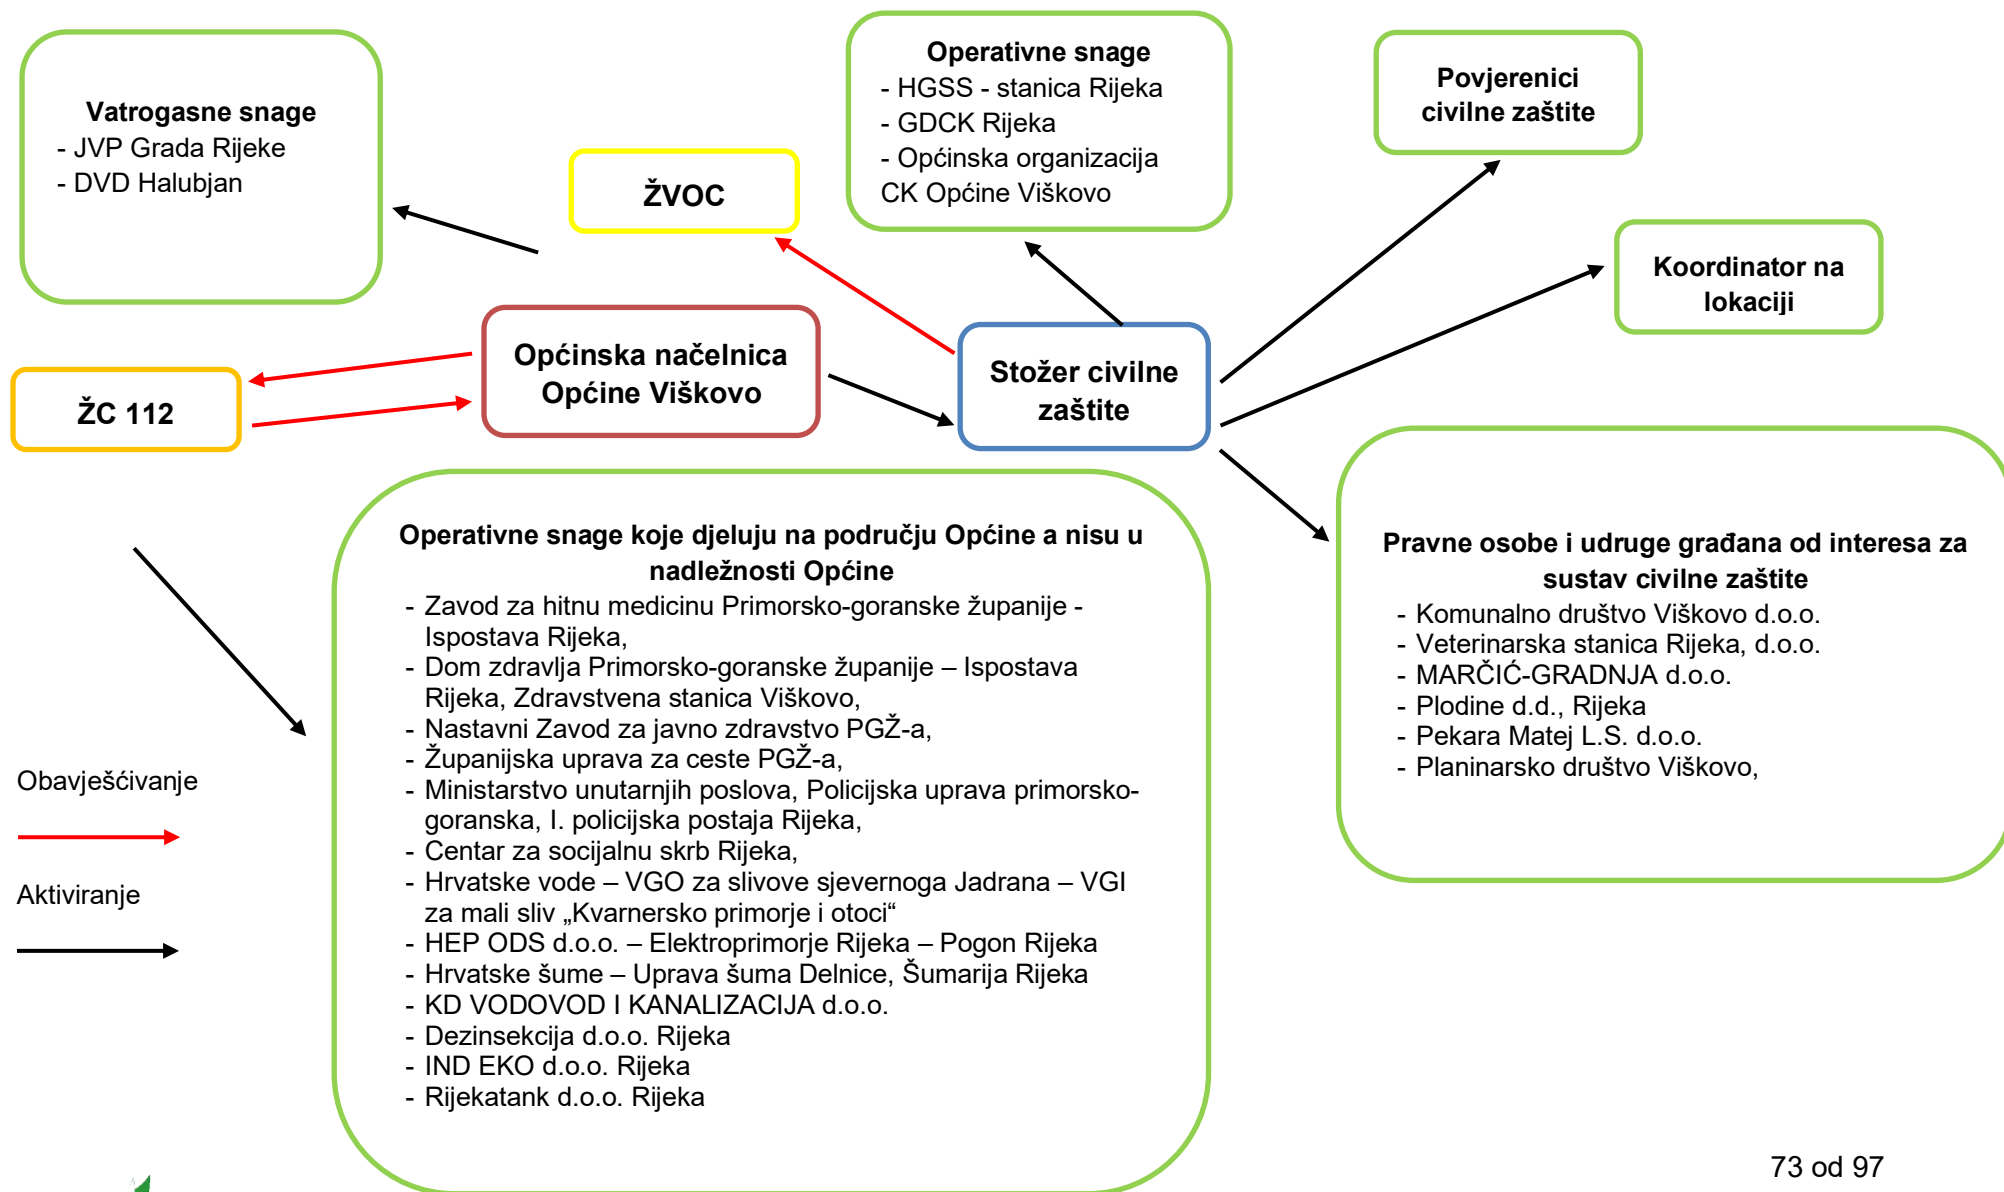 Vatrogasne snage
- JVP Grada Rijeke
- DVD Halubjan
ŽVOC
Operativne snage
- HGSS - stanica Rijeka
- GDCK Rijeka
- Općinska organizacija
CK Općine Viškovo
Povjerenici
civilne zaštite
Koordinator na
lokaciji
ŽC 112
Općinska načelnica
Općine Viškovo
Stožer civilne
zaštite
Operativne snage koje djeluju na području Općine a nisu u
nadležnosti Općine
- Zavod za hitnu medicinu Primorsko-goranske županije -
Ispostava Rijeka,
- Dom zdravlja Primorsko-goranske županije – Ispostava
Rijeka, Zdravstvena stanica Viškovo,
- Nastavni Zavod za javno zdravstvo PGŽ-a,
- Županijska uprava za ceste PGŽ-a,
- Ministarstvo unutarnjih poslova, Policijska uprava primorsko-
goranska, I. policijska postaja Rijeka,
- Centar za socijalnu skrb Rijeka,
- Hrvatske vode – VGO za slivove sjevernoga Jadrana – VGI
za mali sliv „Kvarnersko primorje i otoci“
- HEP ODS d.o.o. – Elektroprimorje Rijeka – Pogon Rijeka
- Hrvatske šume – Uprava šuma Delnice, Šumarija Rijeka
- KD VODOVOD I KANALIZACIJA d.o.o.
- Dezinsekcija d.o.o. Rijeka
- IND EKO d.o.o. Rijeka
- Rijekatank d.o.o. Rijeka
Pravne osobe i udruge građana od interesa za
sustav civilne zaštite
- Komunalno društvo Viškovo d.o.o.
- Veterinarska stanica Rijeka, d.o.o.
- MARČIĆ-GRADNJA d.o.o.
- Plodine d.d., Rijeka
- Pekara Matej L.S. d.o.o.
- Planinarsko društvo Viškovo,
Obavješćivanje
Aktiviranje
73 od 97